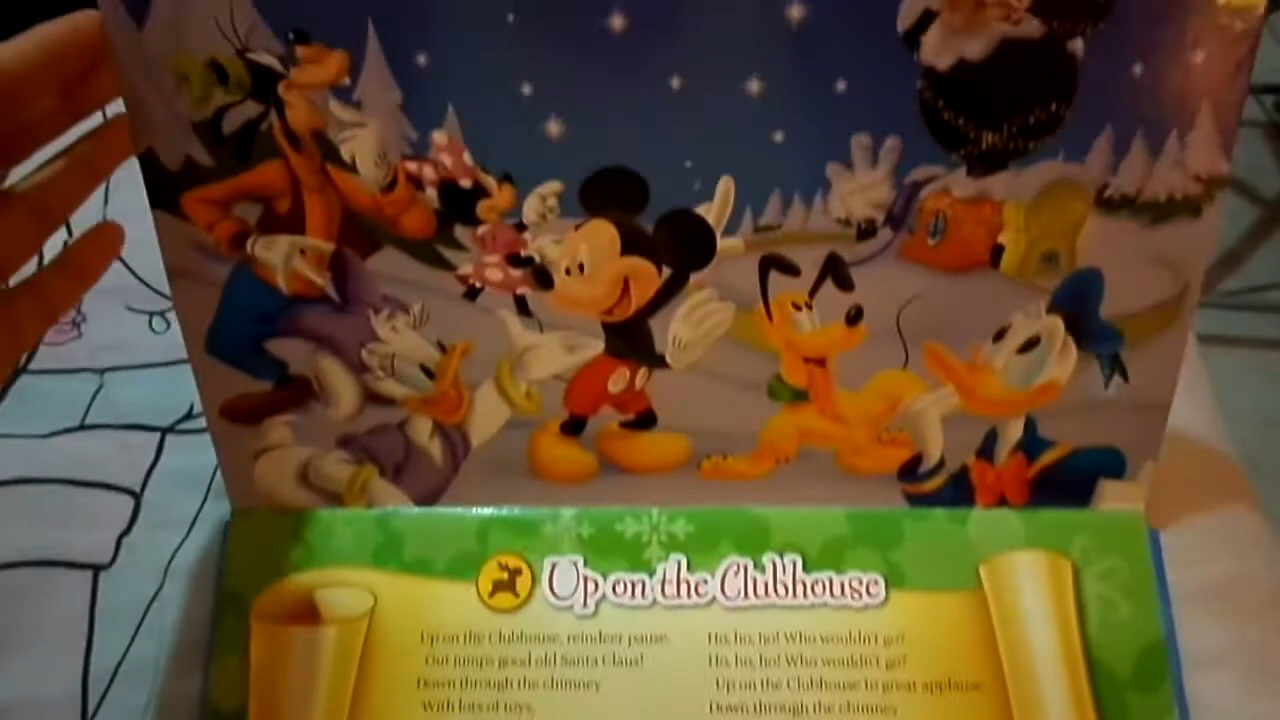 Up on the Clubhouse
Up on the Clubhouse, reindeer pause.
Out jumps good old Santa Claus!
Down through the chimney
With lots of toys,
Ho, ho, ho! Who wouldn't go?
Ho, ho, ho! Who wouldn't go?
Up on the Clubhouse to great applause
Down through the chimney